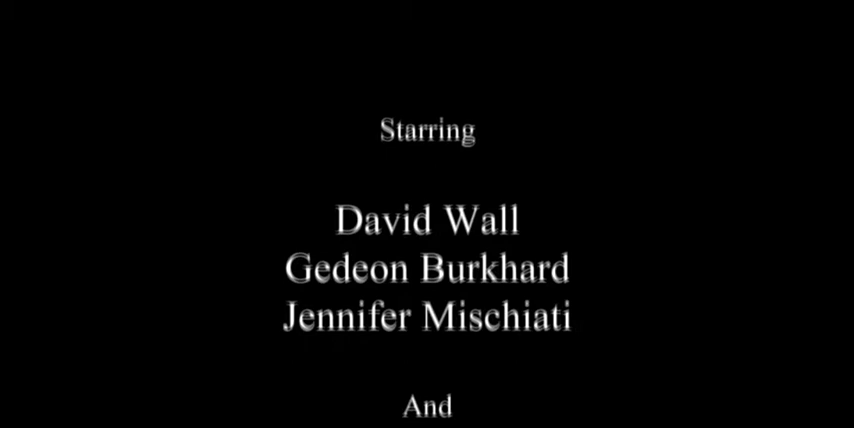 Starring
David Wall
Gedeon Burkhard
Jennifer Mischiati
And